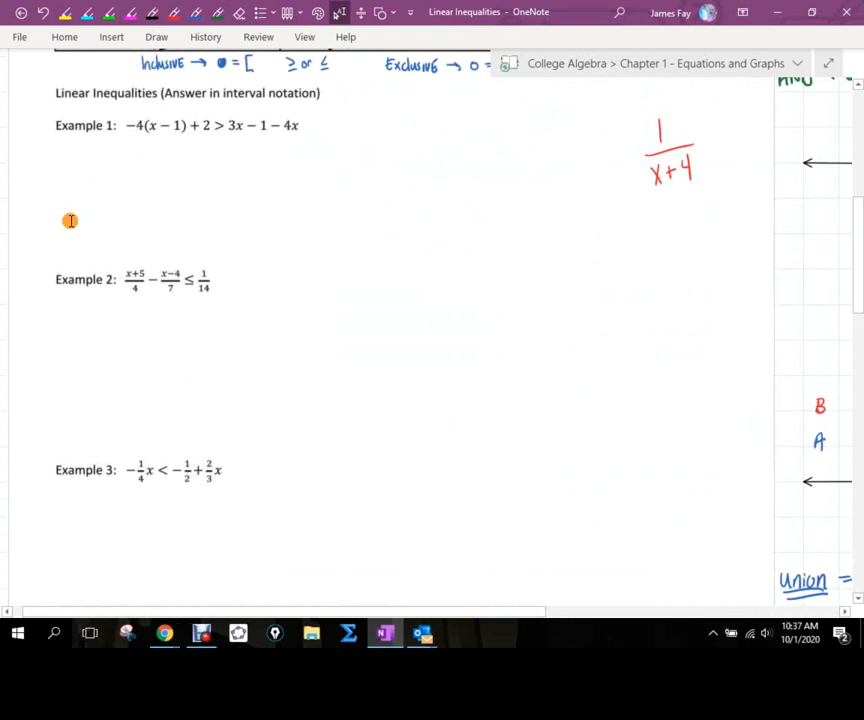 Linear Inequalities – OneNote
James Fay
File Home Insert Draw History Review View Help
Inclusive → ● = [ ≥ or ≤ Exclusive → ○ =
College Algebra > Chapter 1 - Equations and Graphs
AND
Linear Inequalities (Answer in interval notation)
Example 1: −4(x − 1) + 2 > 3x − 1 − 4x
1/(x+4)
Example 2: (x+5)/4 − (x−4)/7 ≤ 1/14
B
A
Example 3: −1/4 x < −1/2 + 2/3 x
Union =
10:37 AM
10/1/2020
2